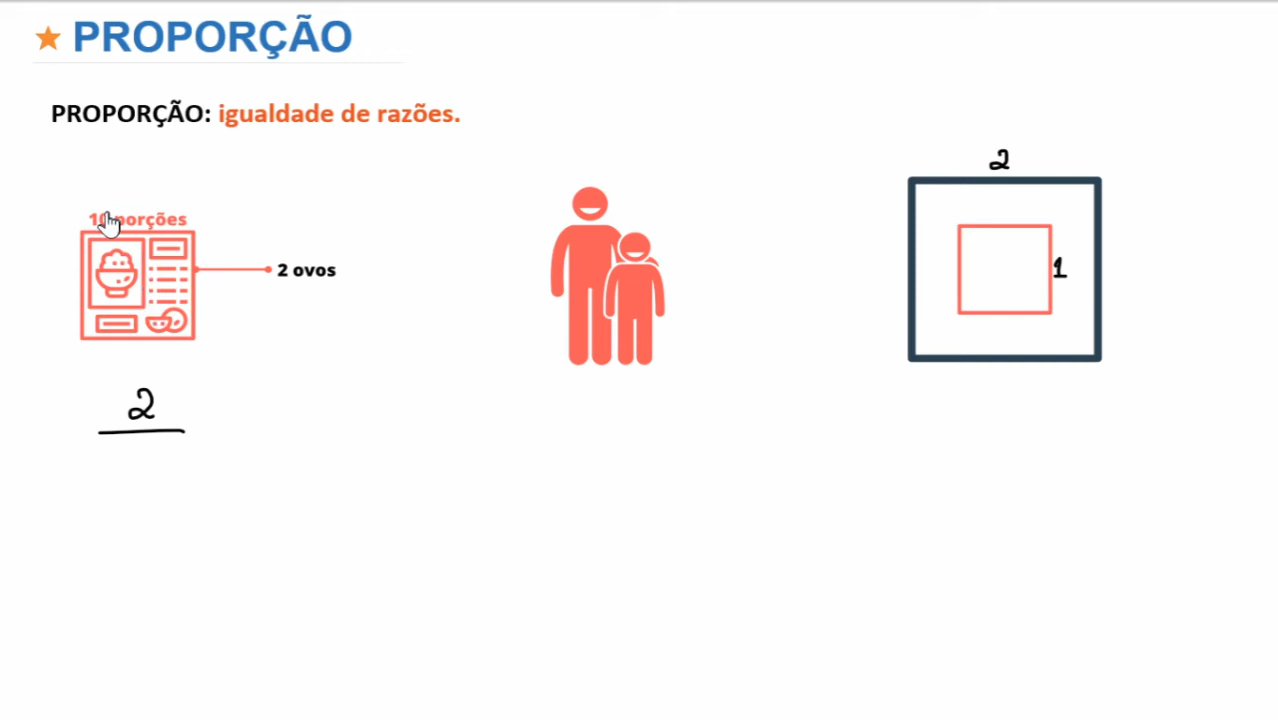 PROPORÇÃO
PROPORÇÃO: igualdade de razões.
porções
2 ovos
2
2
1